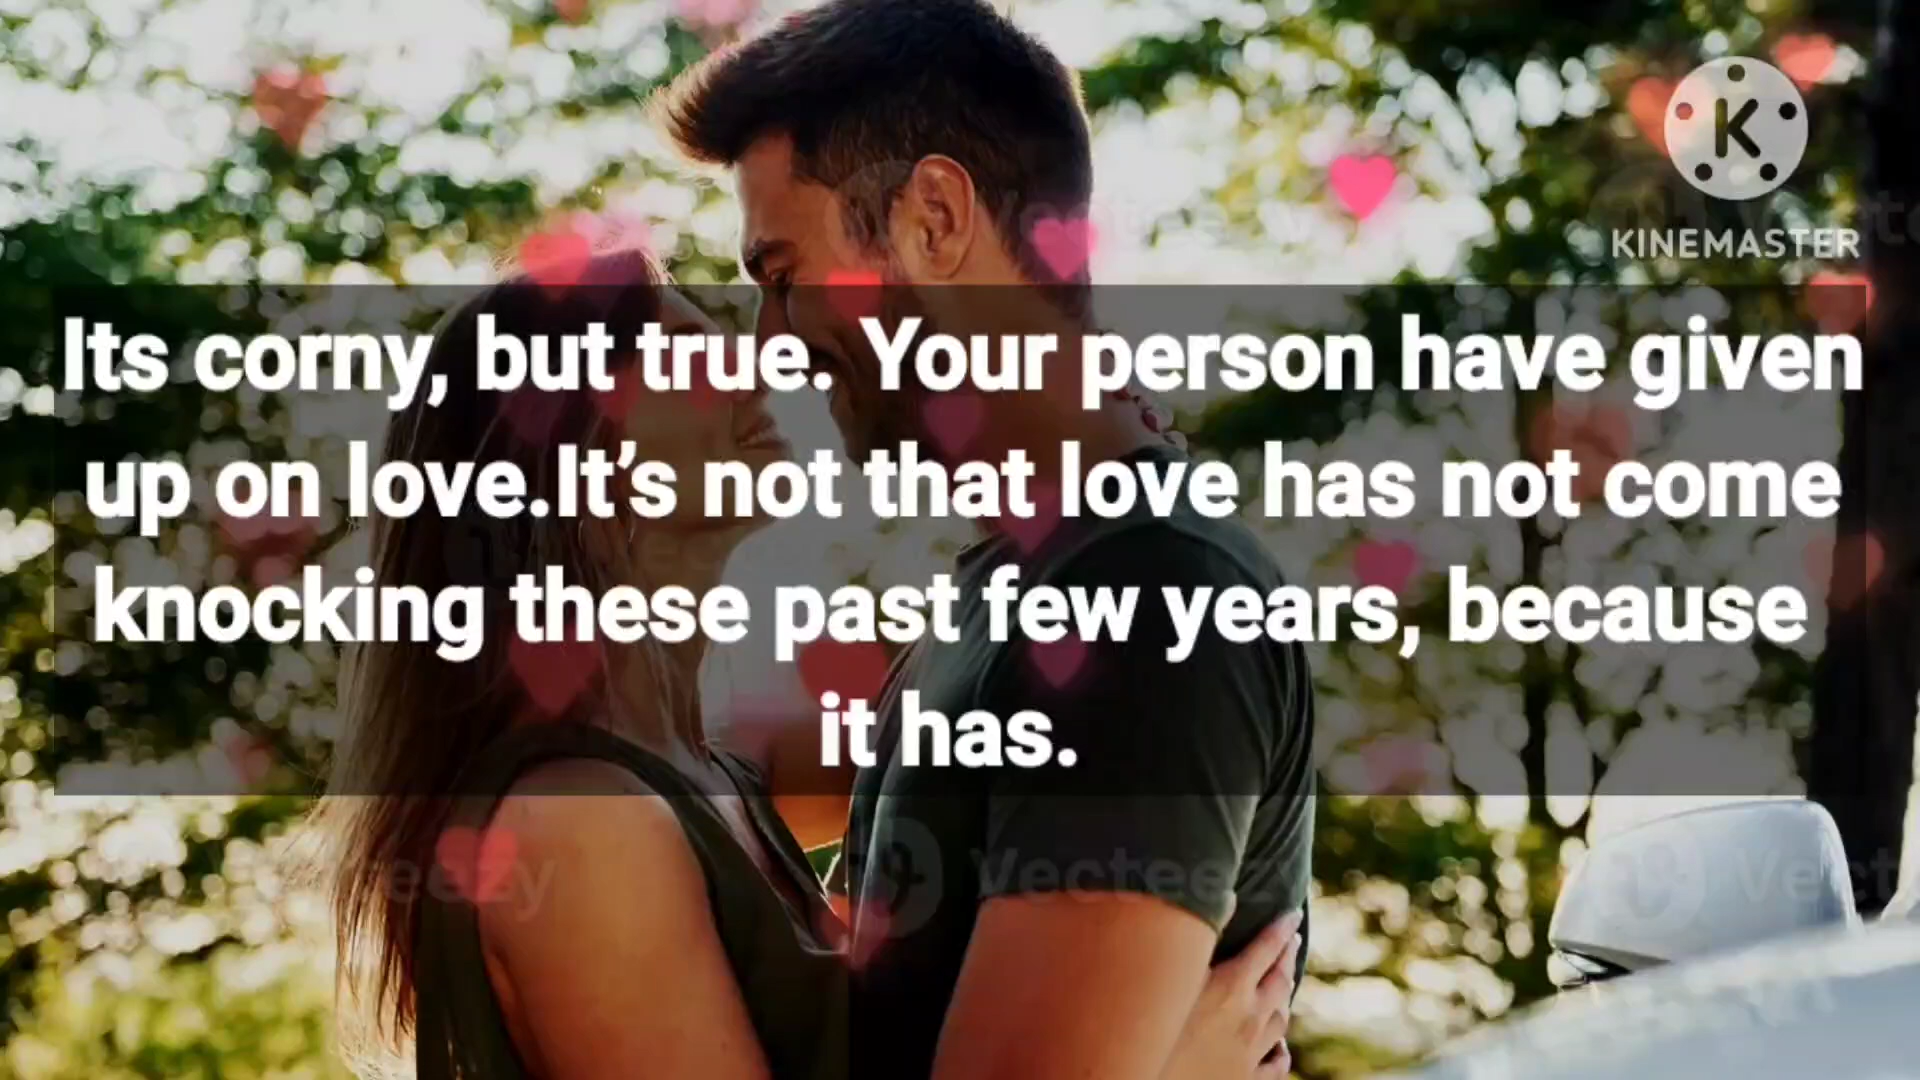 K
KINEMASTER
Its corny, but true. Your person have given
up on love.It’s not that love has not come
knocking these past few years, because
it has.
Vecteezy